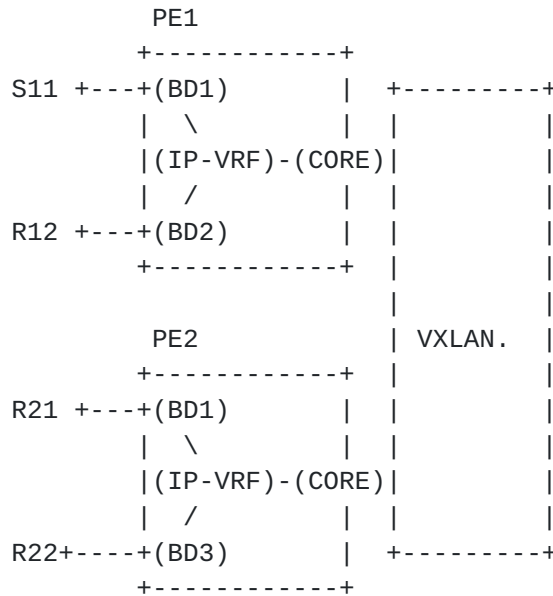 PE1
+------------+
S11 +---+(BD1)       |  +---------+
|  \         |  |         |
|(IP-VRF)-(CORE)|         |
|  /         |  |         |
R12 +---+(BD2)       |  |         |
+------------+  |         |
|         |
PE2             | VXLAN.  |
+------------+  |         |
R21 +---+(BD1)       |  |         |
|  \         |  |         |
|(IP-VRF)-(CORE)|         |
|  /         |  |         |
R22+----+(BD3)       |  +---------+
+------------+